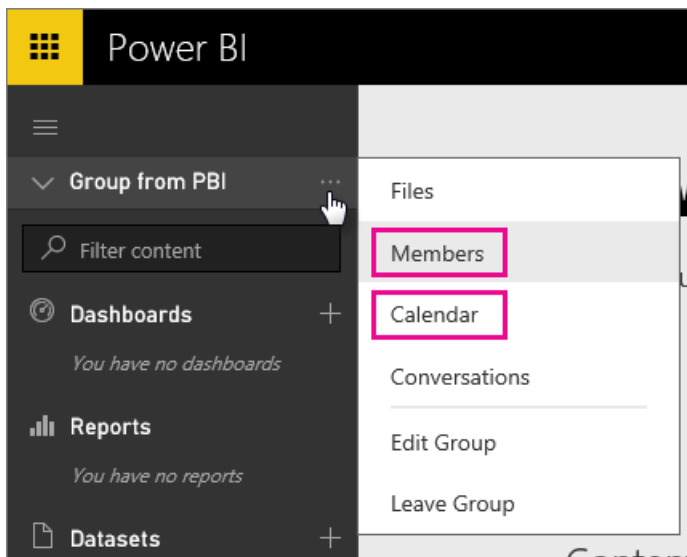 Power BI
Group from PBI
Filter content
Dashboards
You have no dashboards
Reports
You have no reports
Datasets
Files
Members
Calendar
Conversations
Edit Group
Leave Group